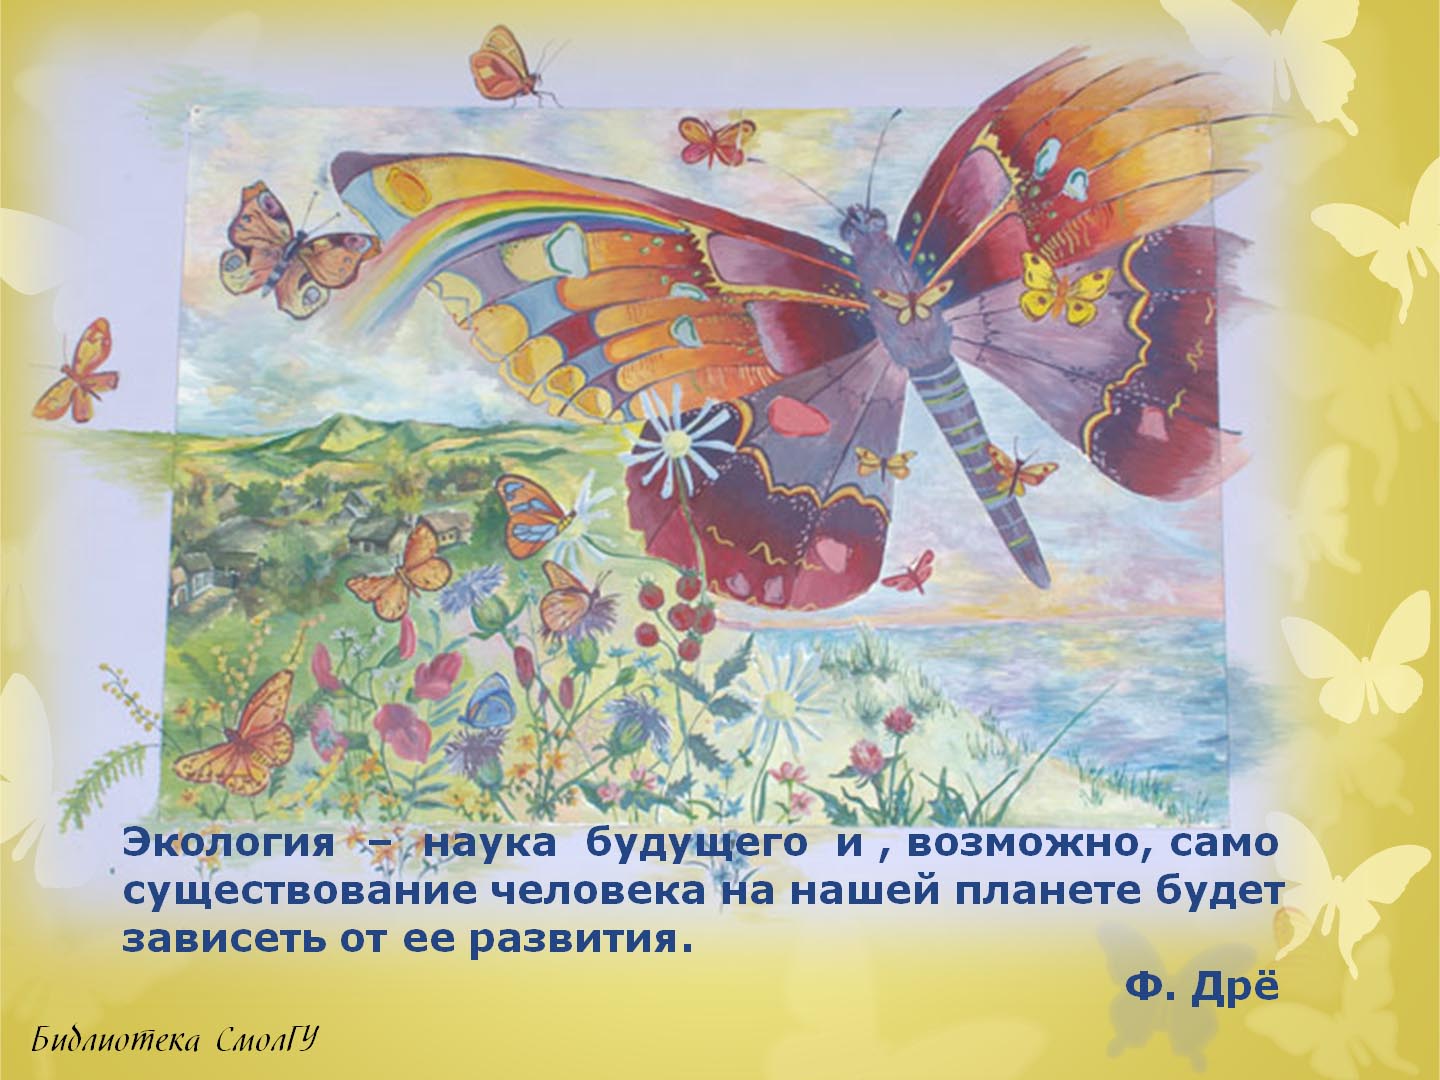 Экология – наука будущего и , возможно, само
существование человека на нашей планете будет
зависеть от ее развития.
Ф. Дрё
Библиотека СмолГУ